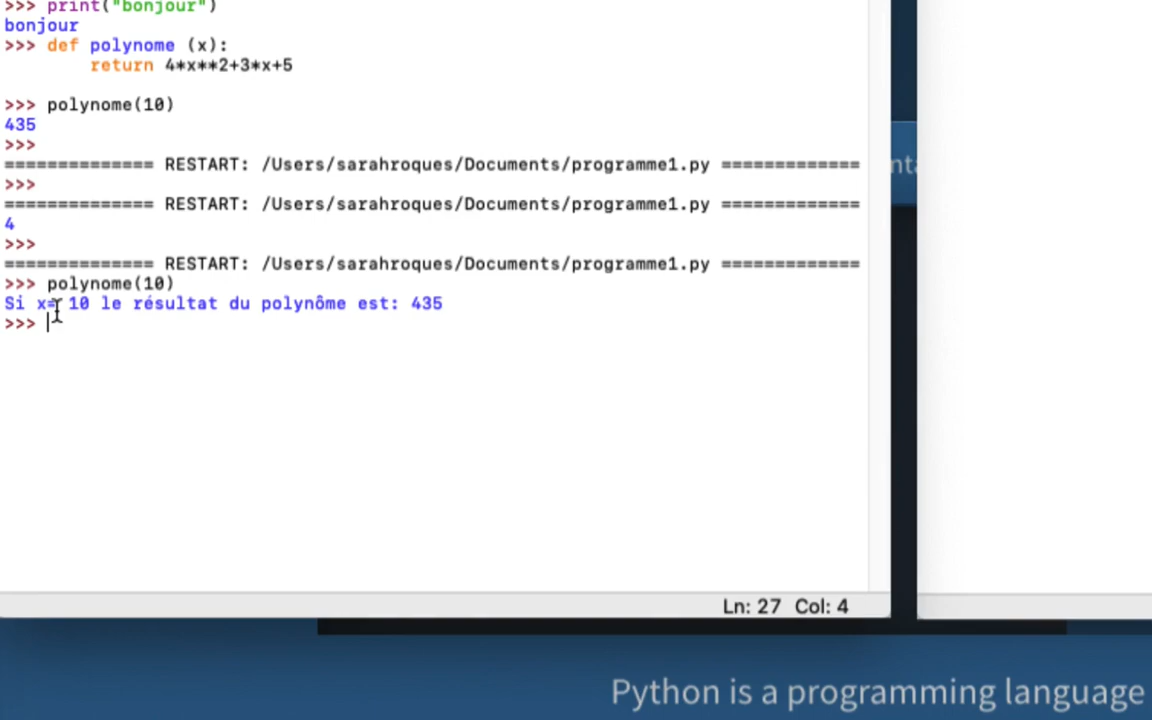 >>> print("bonjour")
bonjour
>>> def polynome (x):
        return 4*x**2+3*x+5
>>> polynome(10)
435
>>>
============== RESTART: /Users/sarahroques/Documents/programme1.py =============
>>>
============== RESTART: /Users/sarahroques/Documents/programme1.py =============
4
>>>
============== RESTART: /Users/sarahroques/Documents/programme1.py =============
>>> polynome(10)
Si x= 10 le résultat du polynôme est: 435
>>>
Ln: 27 Col: 4
Python is a programming language